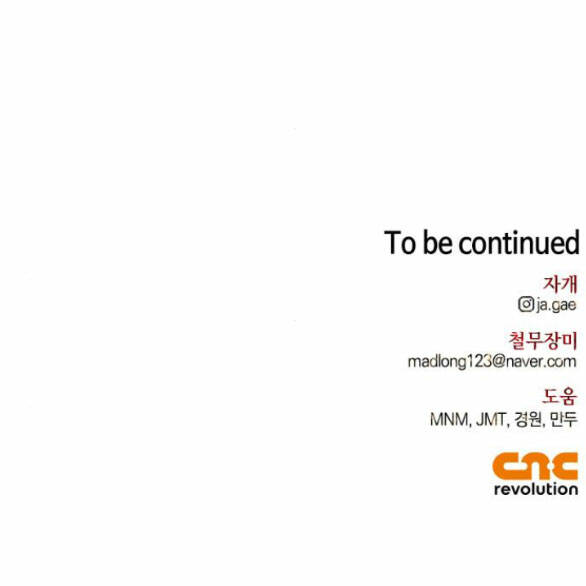 To be continued
자개
ja.gae
철무장미
madlong123@naver.com
도움
MNM, JMT, 경원, 만두
cnc
revolution